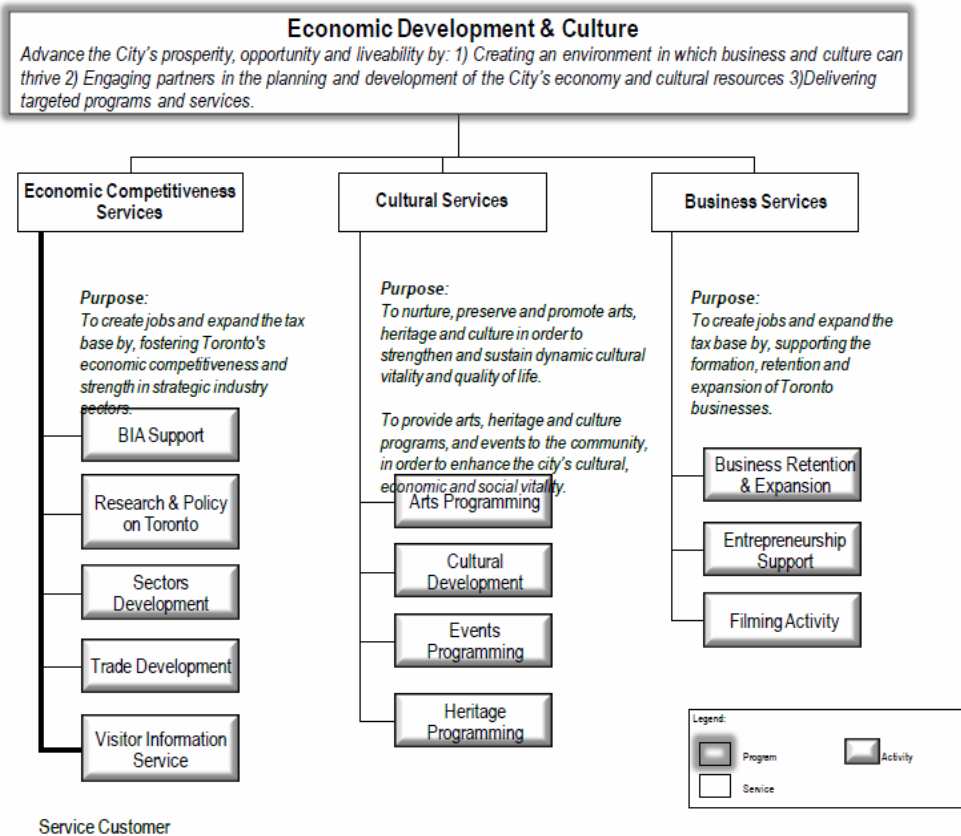 Economic Development & Culture
Advance the City's prosperity, opportunity and liveability by: 1) Creating an environment in which business and culture can
thrive 2) Engaging partners in the planning and development of the City's economy and cultural resources 3)Delivering
targeted programs and services.
Economic Competitiveness
Services
Purpose:
To create jobs and expand the tax
base by, fostering Toronto's
economic competitiveness and
strength in strategic industry
sectors.
BIA Support
Research & Policy
on Toronto
Sectors
Development
Trade Development
Visitor Information
Service
Cultural Services
Purpose:
To nurture, preserve and promote arts,
heritage and culture in order to
strengthen and sustain dynamic cultural
vitality and quality of life.
To provide arts, heritage and culture
programs, and events to the community,
in order to enhance the city's cultural,
economic and social vitality.
Arts Programming
Cultural
Development
Events
Programming
Heritage
Programming
Business Services
Purpose:
To create jobs and expand the
tax base by, supporting the
formation, retention and
expansion of Toronto
businesses.
Business Retention
& Expansion
Entrepreneurship
Support
Filming Activity
Legend:
Program
Activity
Service
Service Customer